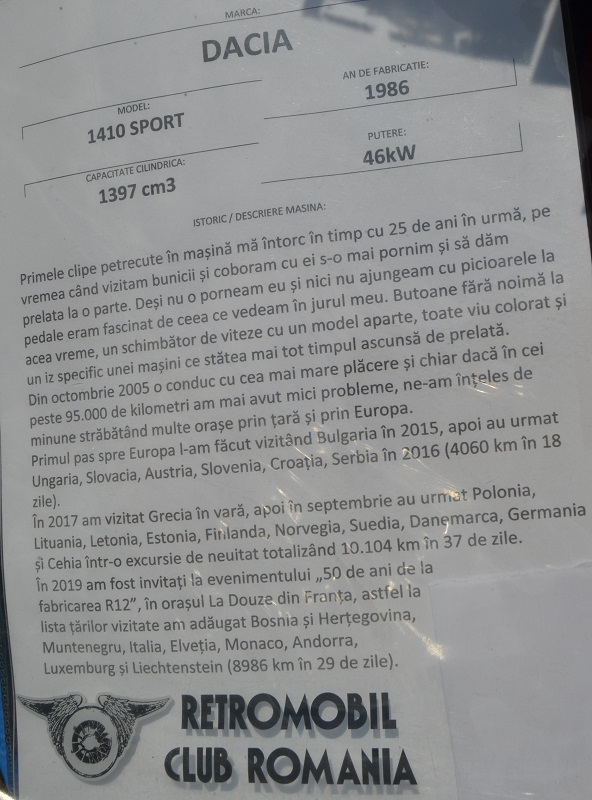 MARCA:
DACIA
MODEL:
1410 SPORT
AN DE FABRICATIE:
1986
CAPACITATE CILINDRICA:
1397 cm3
PUTERE:
46kW
ISTORIC / DESCRIERE MASINA:
Primele clipe petrecute în mașină mă întorc în timp cu 25 de ani în urmă, pe
vremea când vizitam bunicii și coboram cu ei s-o mai pornim și să dăm
prelata la o parte. Deși nu o porneam eu și nici nu ajungeam cu picioarele la
pedale eram fascinat de ceea ce vedeam în jurul meu. Butoane fără noimă la
acea vreme, un schimbător de viteze cu un model aparte, toate viu colorat și
un iz specific unei mașini ce stătea mai tot timpul ascunsă de prelată.
Din octombrie 2005 o conduc cu cea mai mare plăcere și chiar dacă în cei
peste 95.000 de kilometri am mai avut mici probleme, ne-am înțeles de
minune străbătând multe orașe prin țară și prin Europa.
Primul pas spre Europa l-am făcut vizitând Bulgaria în 2015, apoi au urmat
Ungaria, Slovacia, Austria, Slovenia, Croația, Serbia în 2016 (4060 km în 18
zile).
În 2017 am vizitat Grecia în vară, apoi în septembrie au urmat Polonia,
Lituania, Letonia, Estonia, Finlanda, Norvegia, Suedia, Danemarca, Germania
și Cehia într-o excursie de neuitat totalizând 10.104 km în 37 de zile.
În 2019 am fost invitați la evenimentul „50 de ani de la
fabricarea R12”, în orașul La Douze din Franța, astfel la
lista țărilor vizitate am adăugat Bosnia și Herțegovina,
Muntenegru, Italia, Elveția, Monaco, Andorra,
Luxemburg și Liechtenstein (8986 km în 29 de zile).
RETROMOBIL
CLUB ROMANIA